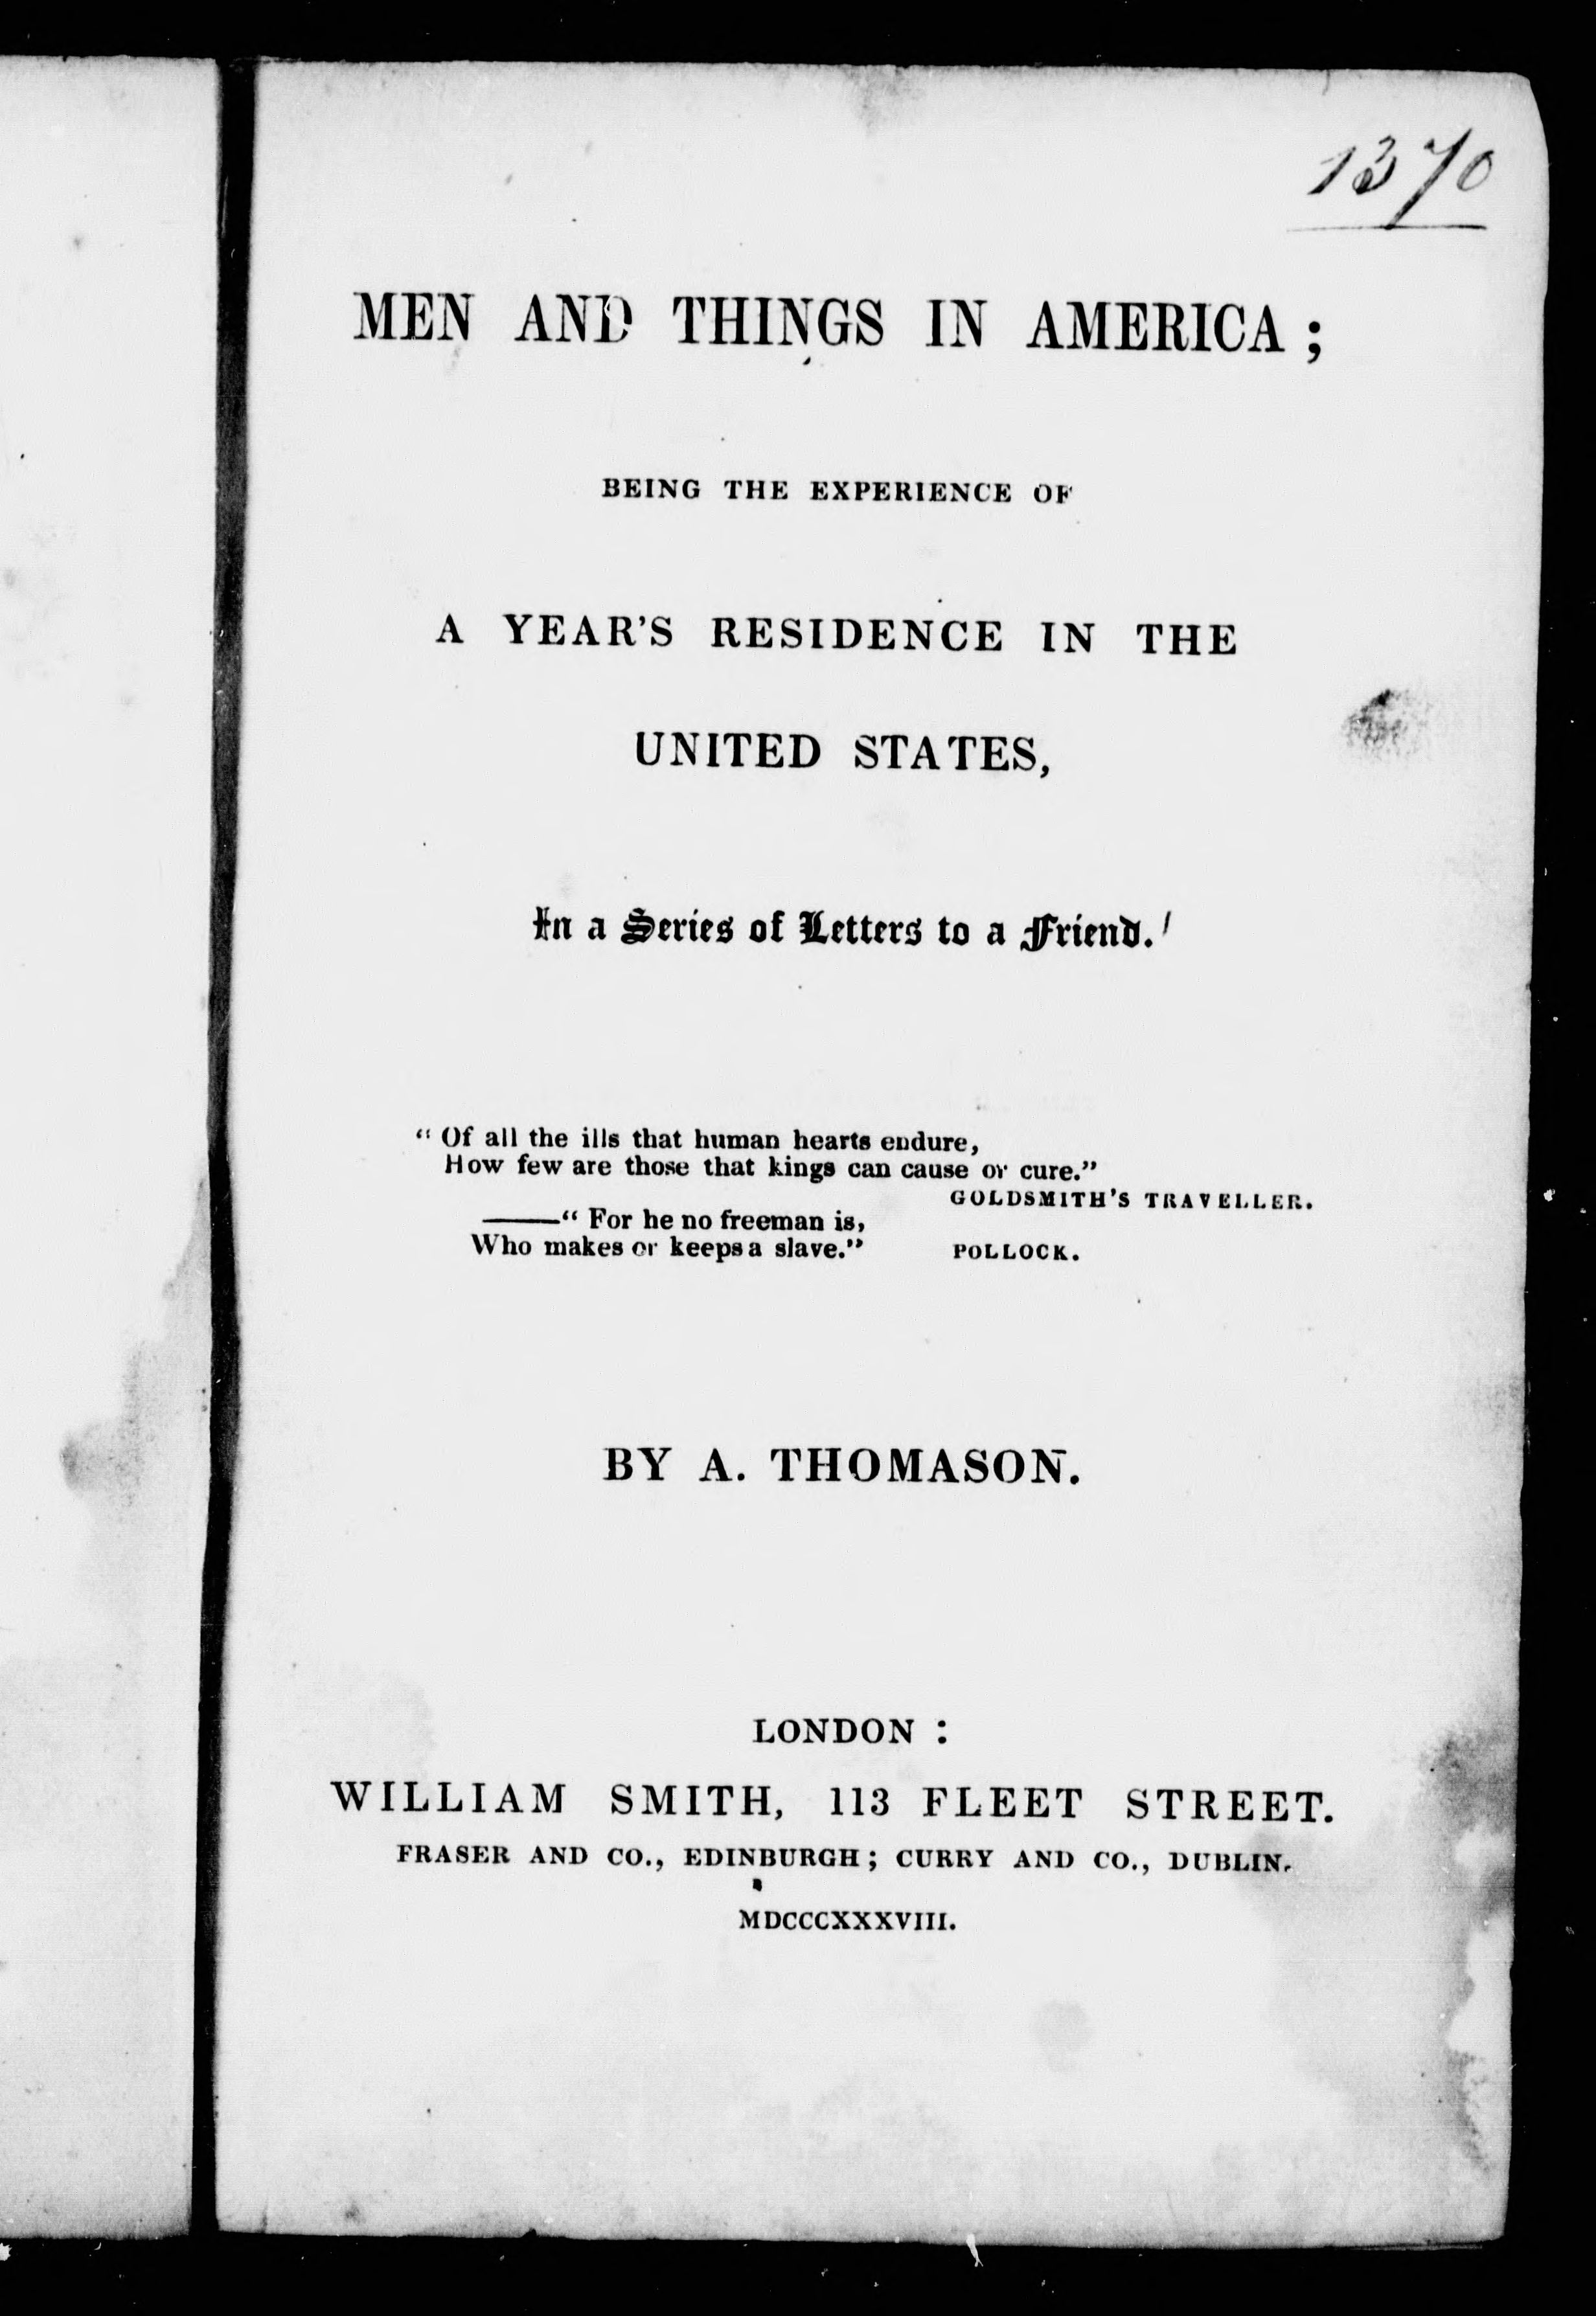 1370
MEN AND THINGS IN AMERICA;
BEING THE EXPERIENCE OF
A YEAR'S RESIDENCE IN THE
UNITED STATES,
In a Series of Letters to a Friend.
“Of all the ills that human hearts endure,
How few are those that kings can cause or cure.”
GOLDSMITH'S TRAVELLER.
——“For he no freeman is,
Who makes or keeps a slave.” POLLOCK.
BY A. THOMASON.
LONDON:
WILLIAM SMITH, 113 FLEET STREET.
FRASER AND CO., EDINBURGH; CURRY AND CO., DUBLIN.
MDCCCXXXVIII.